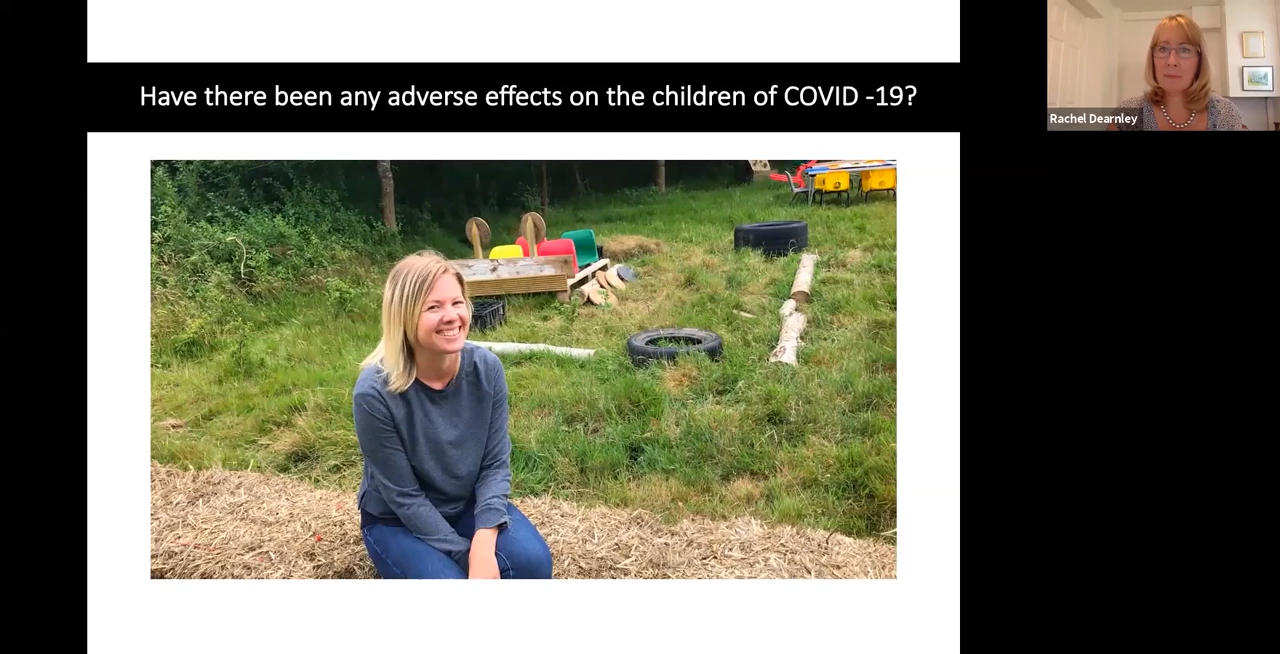 Have there been any adverse effects on the children of COVID -19?
Rachel Dearnley